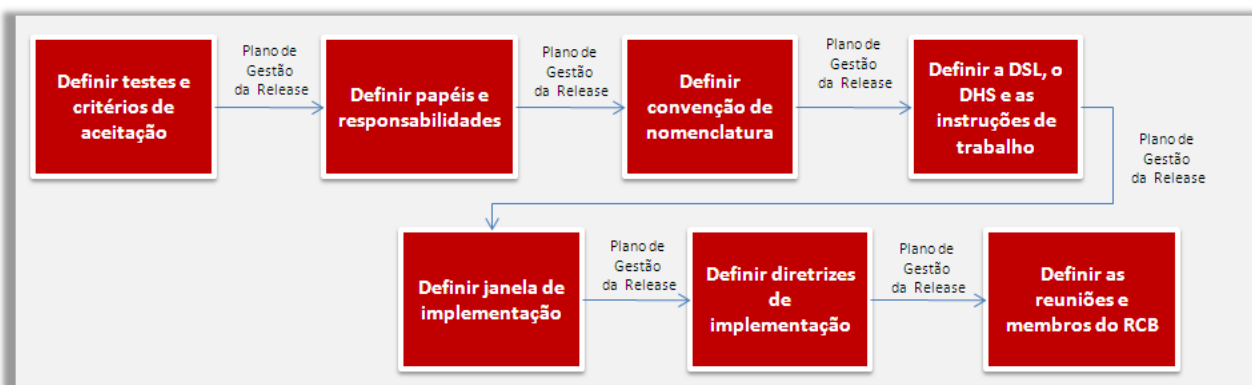 Definir testes e
critérios de
aceitação
Plano de
Gestão
da Release
Definir papéis e
responsabilidades
Plano de
Gestão
da Release
Definir
convenção de
nomenclatura
Plano de
Gestão
da Release
Definir a DSL, o
DHS e as
instruções de
trabalho
Plano de
Gestão
da Release
Definir janela de
implementação
Plano de
Gestão
da Release
Definir diretrizes
de
implementação
Plano de
Gestão
da Release
Definir as
reuniões e
membros do RCB